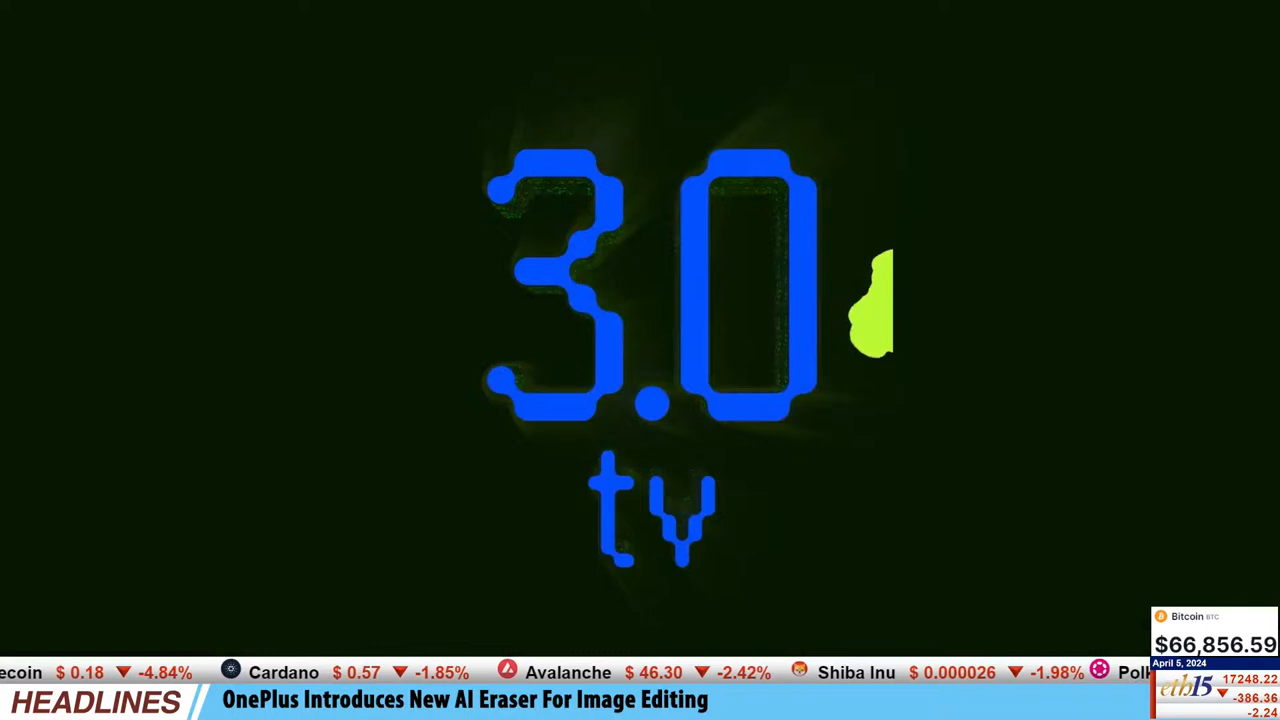 3.0
tv
Bitcoin BTC
$66,856.59
April 5, 2024
ecoin $ 0.18 -4.84% Cardano $ 0.57 -1.85% Avalanche $ 46.30 -2.42% Shiba Inu $ 0.000026 -1.98% Polk
eth15 17248.22
-386.36
-2.24
HEADLINES OnePlus Introduces New AI Eraser For Image Editing